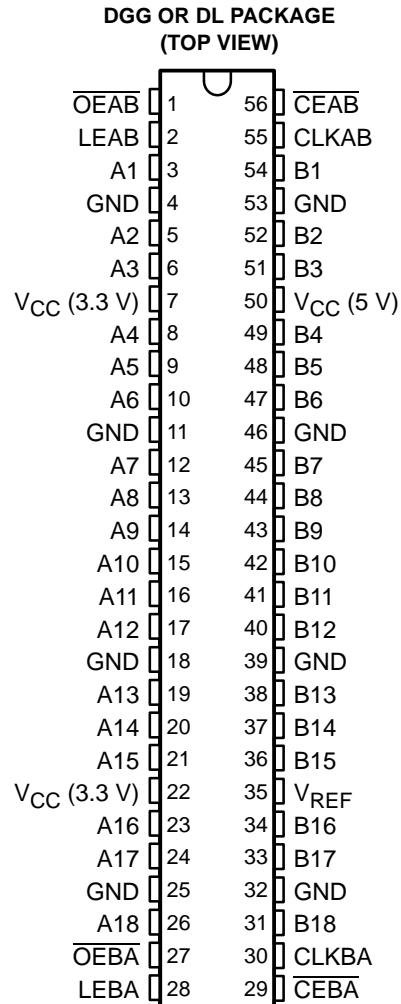 DGG OR DL PACKAGE
(TOP VIEW)
OEAB 1 56 CEAB
LEAB 2 55 CLKAB
A1 3 54 B1
GND 4 53 GND
A2 5 52 B2
A3 6 51 B3
VCC (3.3 V) 7 50 VCC (5 V)
A4 8 49 B4
A5 9 48 B5
A6 10 47 B6
GND 11 46 GND
A7 12 45 B7
A8 13 44 B8
A9 14 43 B9
A10 15 42 B10
A11 16 41 B11
A12 17 40 B12
GND 18 39 GND
A13 19 38 B13
A14 20 37 B14
A15 21 36 B15
VCC (3.3 V) 22 35 VREF
A16 23 34 B16
A17 24 33 B17
GND 25 32 GND
A18 26 31 B18
OEBA 27 30 CLKBA
LEBA 28 29 CEBA